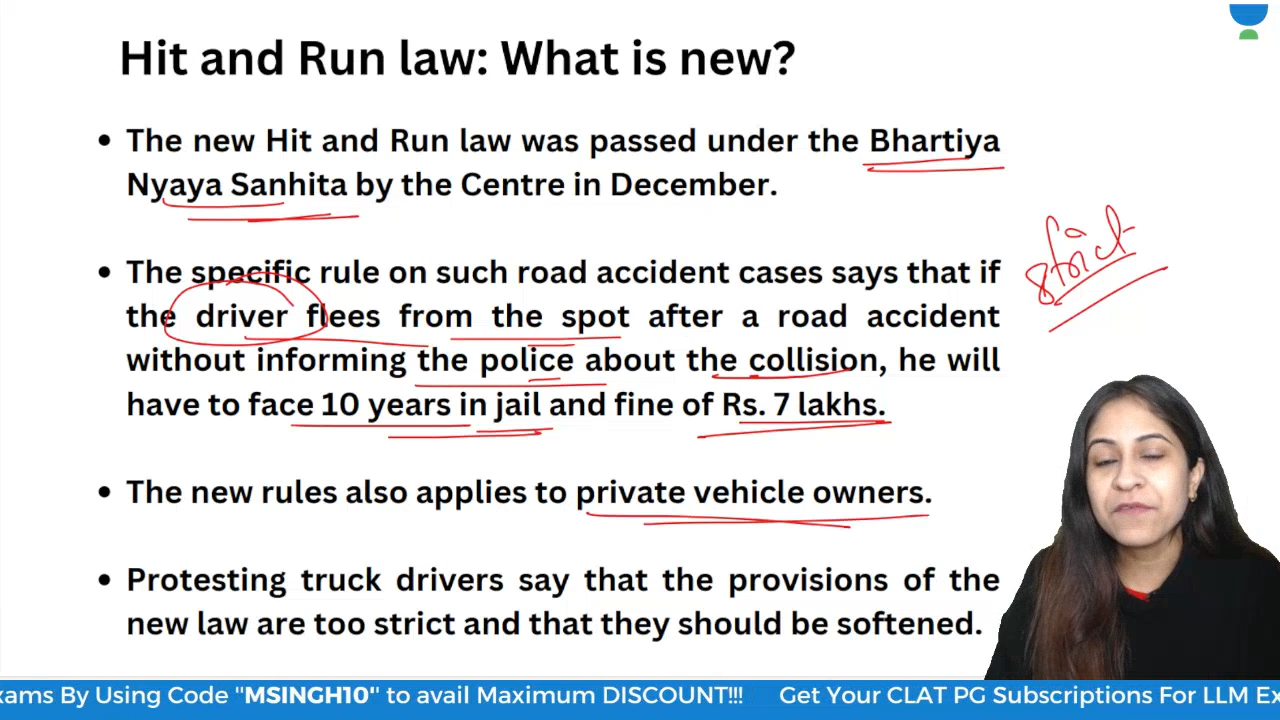 Hit and Run law: What is new?
• The new Hit and Run law was passed under the Bhartiya
Nyaya Sanhita by the Centre in December.
• The specific rule on such road accident cases says that if
the driver flees from the spot after a road accident
without informing the police about the collision, he will
have to face 10 years in jail and fine of Rs. 7 lakhs.
• The new rules also applies to private vehicle owners.
• Protesting truck drivers say that the provisions of the
new law are too strict and that they should be softened.
strict
xams By Using Code "MSINGH10" to avail Maximum DISCOUNT!!! Get Your CLAT PG Subscriptions For LLM Ex